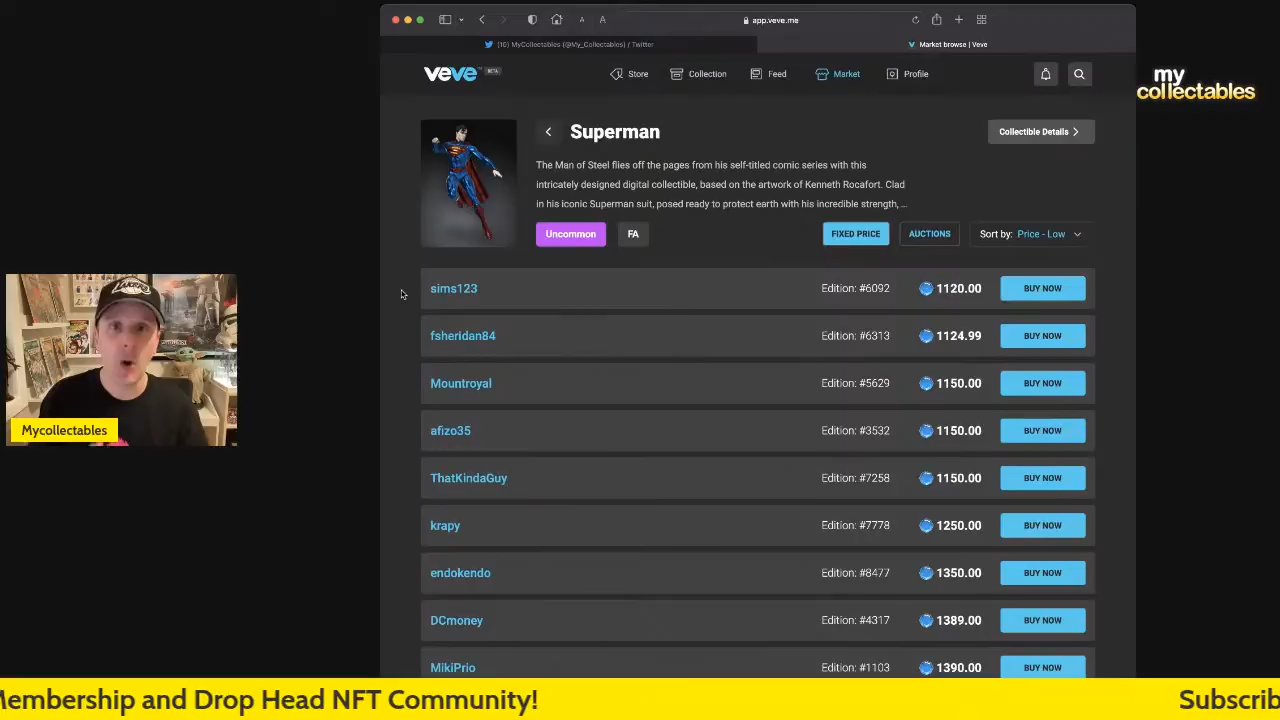 app.veve.me
(10) MyCollectables (@My_Collectables) / Twitter
Market browse | Veve
veve BETA
Store
Collection
Feed
Market
Profile
my
collectables
Superman
Collectible Details
The Man of Steel flies off the pages from his self-titled comic series with this
intricately designed digital collectible, based on the artwork of Kenneth Rocafort. Clad
in his iconic Superman suit, posed ready to protect earth with his incredible strength, ...
Uncommon
FA
FIXED PRICE
AUCTIONS
Sort by: Price - Low
sims123 Edition: #6092 1120.00 BUY NOW
fsheridan84 Edition: #6313 1124.99 BUY NOW
Mountroyal Edition: #5629 1150.00 BUY NOW
afizo35 Edition: #3532 1150.00 BUY NOW
ThatKindaGuy Edition: #7258 1150.00 BUY NOW
krapy Edition: #7778 1250.00 BUY NOW
endokendo Edition: #8477 1350.00 BUY NOW
DCmoney Edition: #4317 1389.00 BUY NOW
MikiPrio Edition: #1103 1390.00 BUY NOW
Mycollectables
Membership and Drop Head NFT Community!
Subscrib